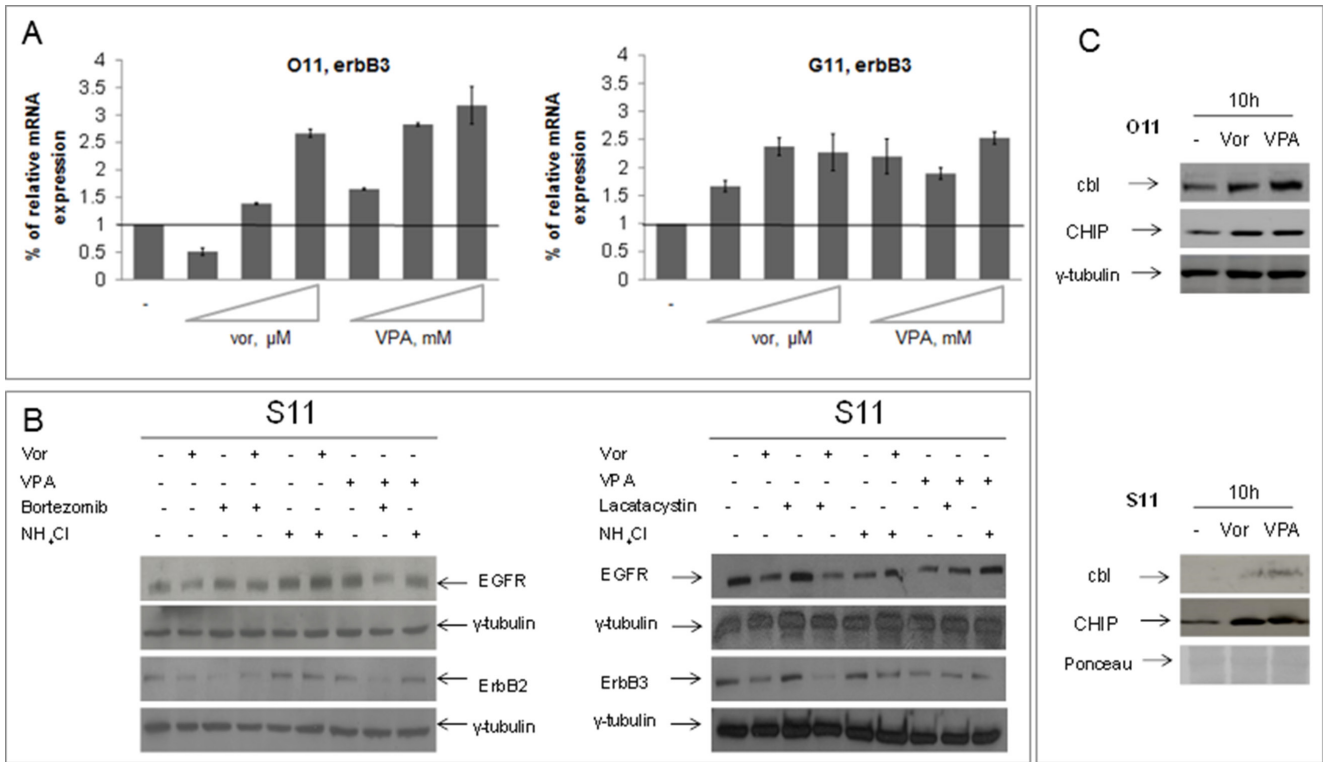 A
O11, erbB3
% of relative mRNA
expression
4
3.5
3
2.5
2
1.5
1
0.5
0
-
vor, µM
VPA, mM
G11, erbB3
% of relative mRNA
expression
4
3.5
3
2.5
2
1.5
1
0.5
0
-
vor, µM
VPA, mM
B
S11
Vor - + - + - + - - -
VPA - - - - - - + + +
Bortezomib - - + + - - - + -
NH4Cl - - - - + + - - +
EGFR
γ-tubulin
ErbB2
γ-tubulin
S11
Vor - + - + - + - - -
VPA - - - - - - + + +
Lacatacystin - - + + - - - + -
NH4Cl - - - - + + - - +
EGFR
γ-tubulin
ErbB3
γ-tubulin
C
10h
O11
- Vor VPA
cbl
CHIP
γ-tubulin
10h
S11
- Vor VPA
cbl
CHIP
Ponceau